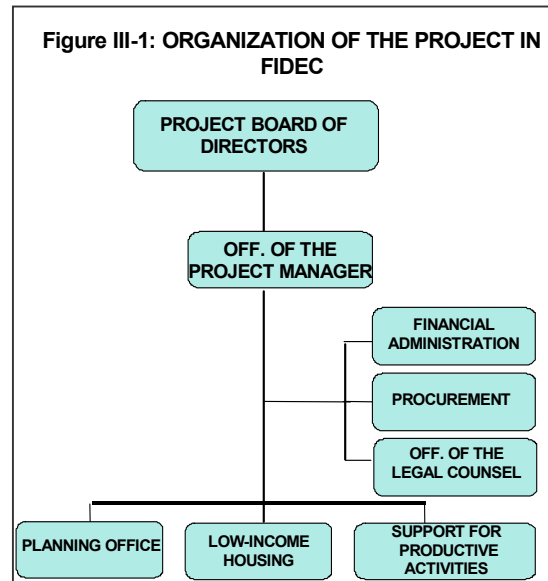 Figure III-1: ORGANIZATION OF THE PROJECT IN
FIDEC
PROJECT BOARD OF
DIRECTORS
OFF. OF THE
PROJECT MANAGER
FINANCIAL
ADMINISTRATION
PROCUREMENT
OFF. OF THE
LEGAL COUNSEL
PLANNING OFFICE
LOW-INCOME
HOUSING
SUPPORT FOR
PRODUCTIVE
ACTIVITIES